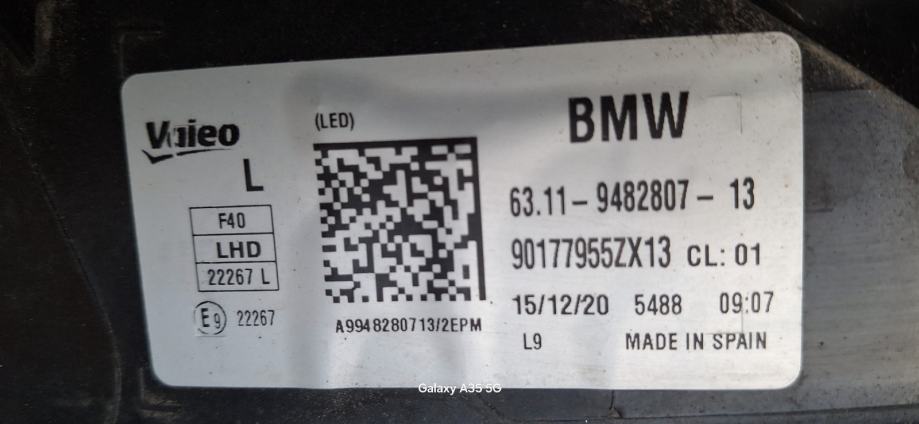 Valeo
L
F40
LHD
22267 L
E9 22267
(LED)
A9948280713/2EPM
BMW
63.11 - 9482807 - 13
90177955ZX13 CL: 01
15/12/20 5488 09:07
L9 MADE IN SPAIN
Galaxy A35 5G